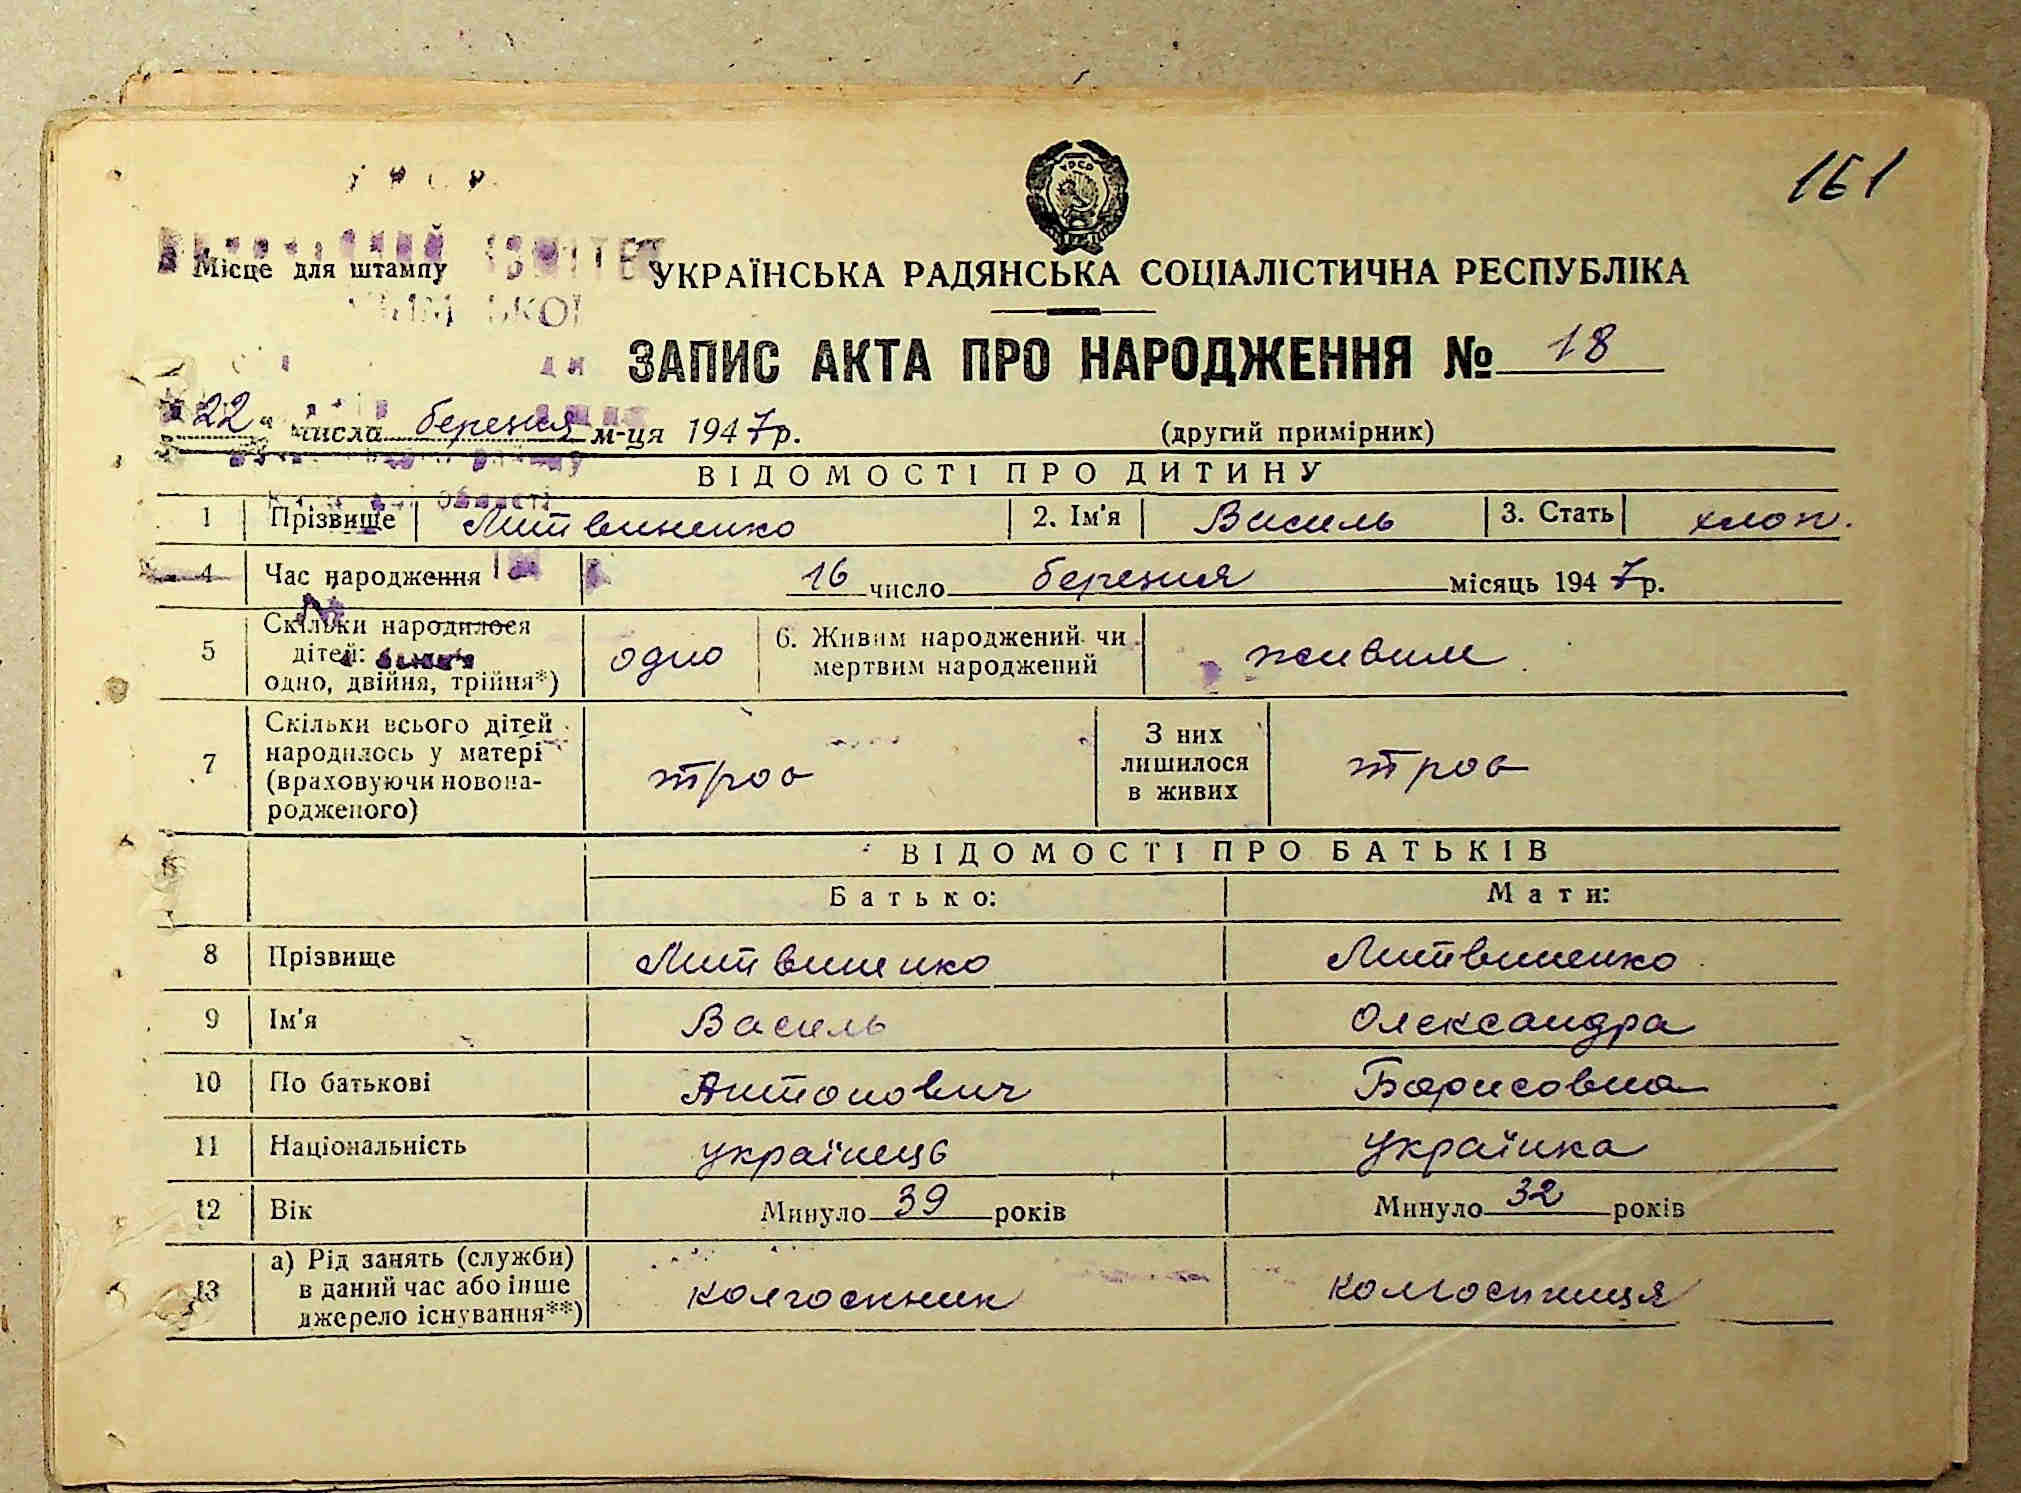 161
УРСР
Місце для штампу
УКРАЇНСЬКА РАДЯНСЬКА СОЦІАЛІСТИЧНА РЕСПУБЛІКА
ЗАПИС АКТА ПРО НАРОДЖЕННЯ № 18
"22" числа березня м-ця 1947 р.
(другий примірник)
області
ВІДОМОСТІ ПРО ДИТИНУ
1 Прізвище Литвиненко 2. Ім'я Василь 3. Стать хлоп.
4 Час народження 16 число березня місяць 1947 р.
5 Скільки народилося дітей: одно, двійня, трійня*) одно 6. Живим народжений чи мертвим народжений живим
7 Скільки всього дітей народилось у матері (враховуючи новонародженого) троє З них лишилося в живих троє
ВІДОМОСТІ ПРО БАТЬКІВ
Батько: Мати:
8 Прізвище Литвиненко Литвиненко
9 Ім'я Василь Олександра
10 По батькові Антонович Борисовна
11 Національність українець українка
12 Вік Минуло 39 років Минуло 32 років
13 а) Рід занять (служби) в даний час або інше джерело існування**) колгоспник колгоспниця